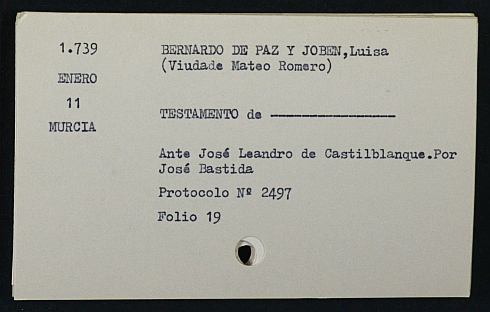 1.739
ENERO
11
MURCIA
BERNARDO DE PAZ Y JOBEN,Luisa
(Viudade Mateo Romero)
TESTAMENTO de ------------------
Ante José Leandro de Castilblanque.Por
José Bastida
Protocolo Nº 2497
Folio 19